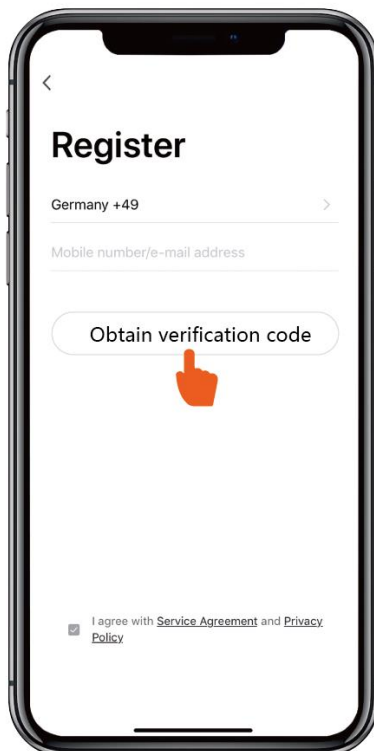 Register
Germany +49
Mobile number/e-mail address
Obtain verification code
I agree with Service Agreement and Privacy
Policy